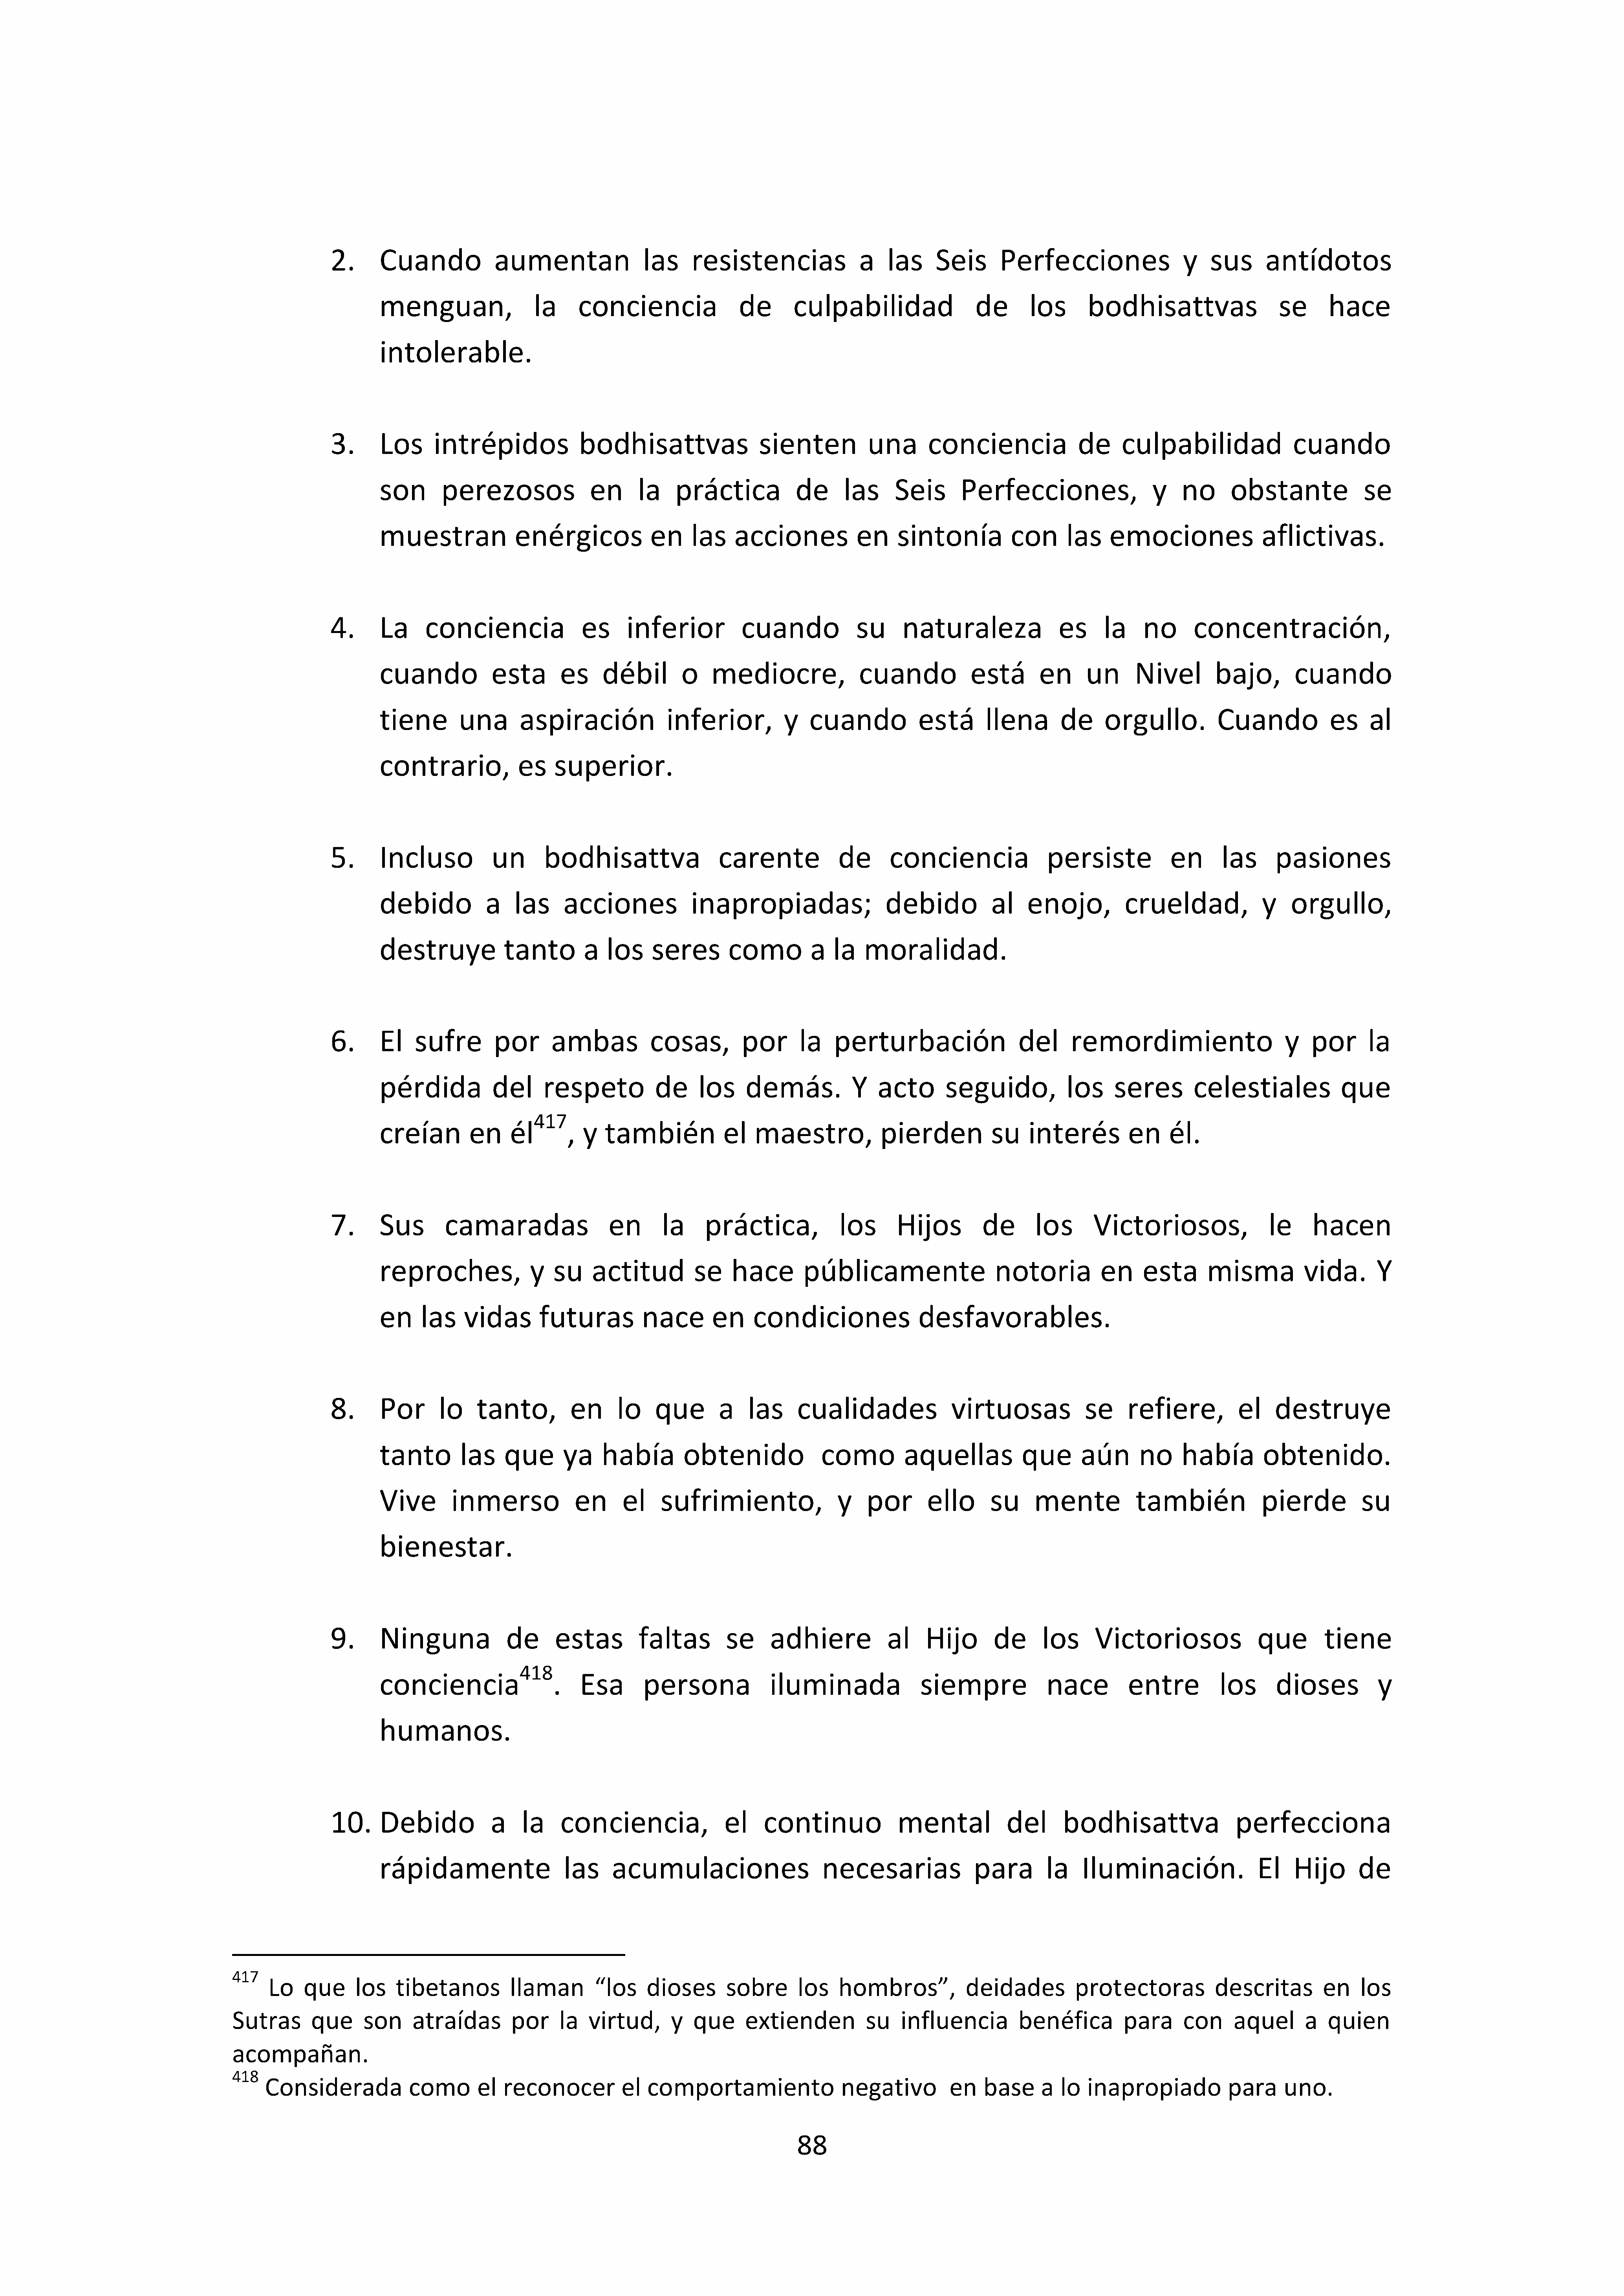 2. Cuando aumentan las resistencias a las Seis Perfecciones y sus antídotos
menguan, la conciencia de culpabilidad de los bodhisattvas se hace
intolerable.
3. Los intrépidos bodhisattvas sienten una conciencia de culpabilidad cuando
son perezosos en la práctica de las Seis Perfecciones, y no obstante se
muestran enérgicos en las acciones en sintonía con las emociones aflictivas.
4. La conciencia es inferior cuando su naturaleza es la no concentración,
cuando esta es débil o mediocre, cuando está en un Nivel bajo, cuando
tiene una aspiración inferior, y cuando está llena de orgullo. Cuando es al
contrario, es superior.
5. Incluso un bodhisattva carente de conciencia persiste en las pasiones
debido a las acciones inapropiadas; debido al enojo, crueldad, y orgullo,
destruye tanto a los seres como a la moralidad.
6. El sufre por ambas cosas, por la perturbación del remordimiento y por la
pérdida del respeto de los demás. Y acto seguido, los seres celestiales que
creían en él417, y también el maestro, pierden su interés en él.
7. Sus camaradas en la práctica, los Hijos de los Victoriosos, le hacen
reproches, y su actitud se hace públicamente notoria en esta misma vida. Y
en las vidas futuras nace en condiciones desfavorables.
8. Por lo tanto, en lo que a las cualidades virtuosas se refiere, el destruye
tanto las que ya había obtenido como aquellas que aún no había obtenido.
Vive inmerso en el sufrimiento, y por ello su mente también pierde su
bienestar.
9. Ninguna de estas faltas se adhiere al Hijo de los Victoriosos que tiene
conciencia418. Esa persona iluminada siempre nace entre los dioses y
humanos.
10. Debido a la conciencia, el continuo mental del bodhisattva perfecciona
rápidamente las acumulaciones necesarias para la Iluminación. El Hijo de
417 Lo que los tibetanos llaman “los dioses sobre los hombros”, deidades protectoras descritas en los
Sutras que son atraídas por la virtud, y que extienden su influencia benéfica para con aquel a quien
acompañan.
418 Considerada como el reconocer el comportamiento negativo en base a lo inapropiado para uno.
88